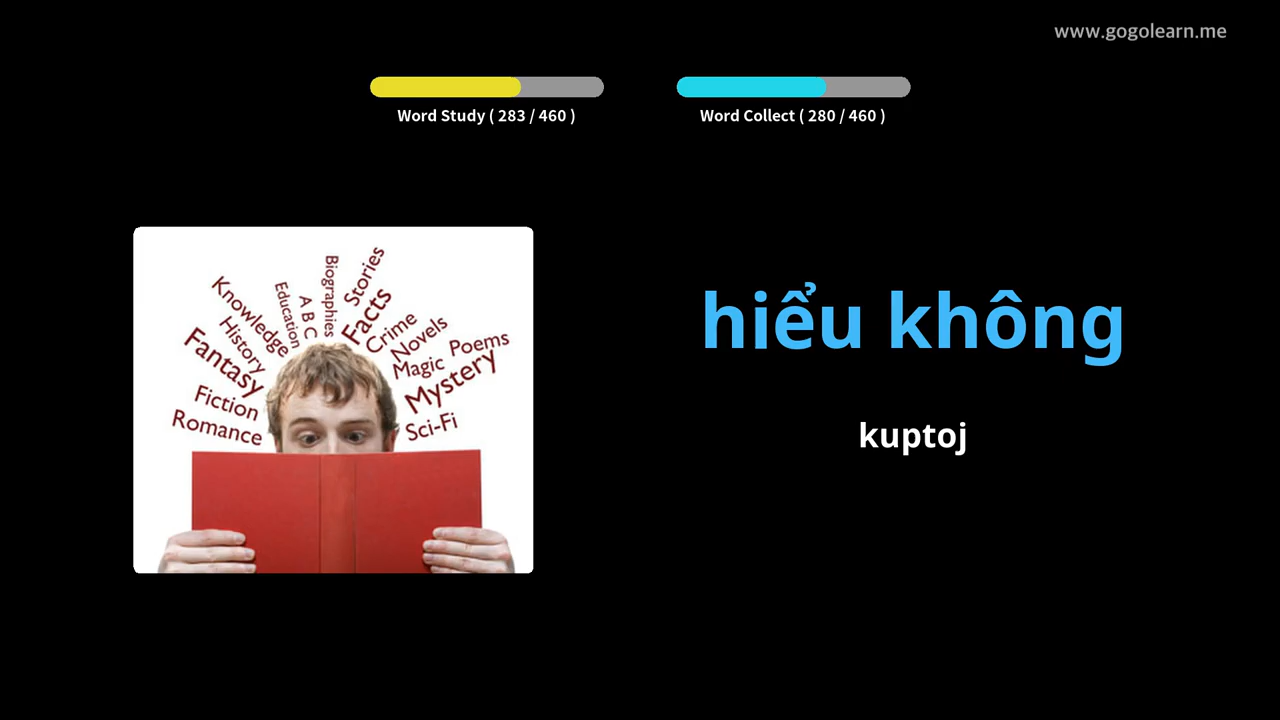 www.gogolearn.me
Word Study ( 283 / 460 )
Word Collect ( 280 / 460 )
hiểu không
kuptoj
Biographies
Stories
Knowledge
Education
A B C
Facts
History
Crime
Novels
Fantasy
Magic
Poems
Mystery
Fiction
Romance
Sci-Fi